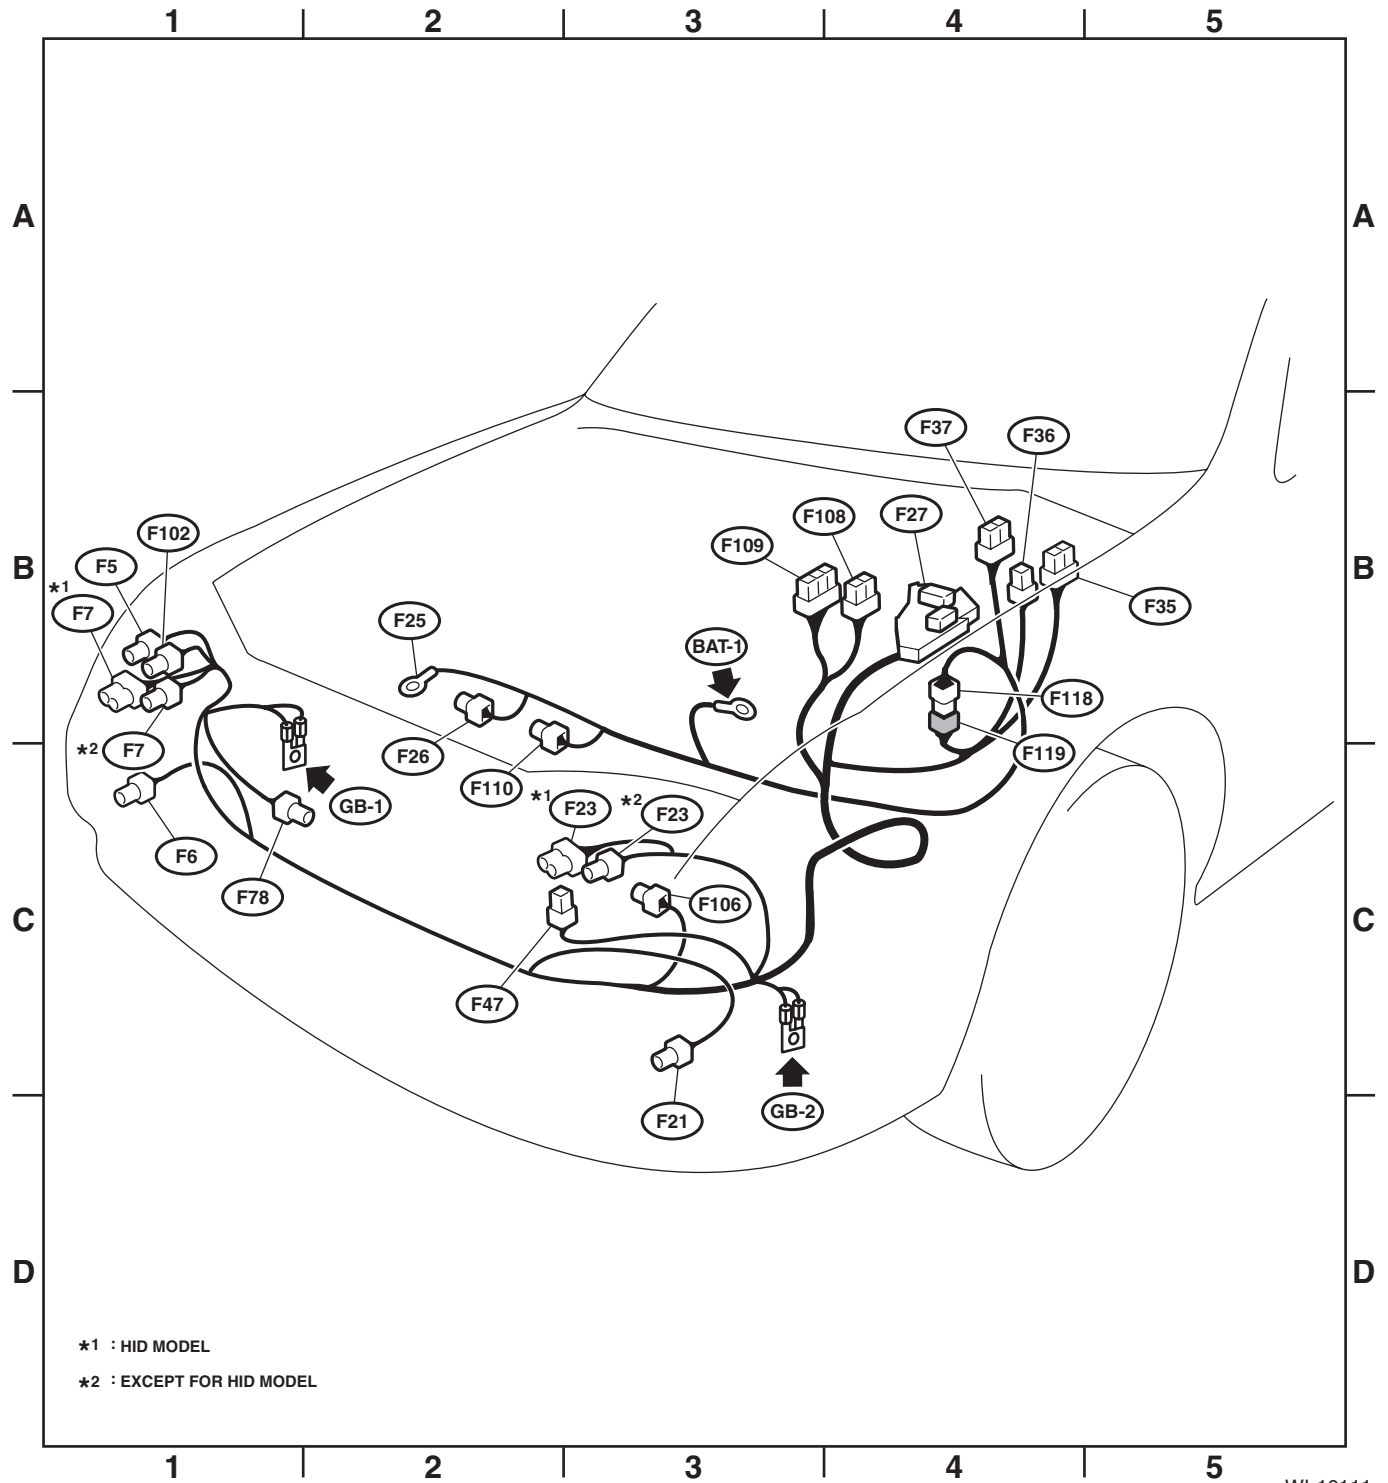 1 2 3 4 5
A A
F37
F36
F108
F27
F102
F109
B B
F5
*1
F7
F35
F25
BAT-1
F118
*2 F7
F26
F119
F110
*1 F23
*2 F23
GB-1
F6
F78
F106
C C
F47
GB-2
F21
D D
*1 : HID MODEL
*2 : EXCEPT FOR HID MODEL
1 2 3 4 5